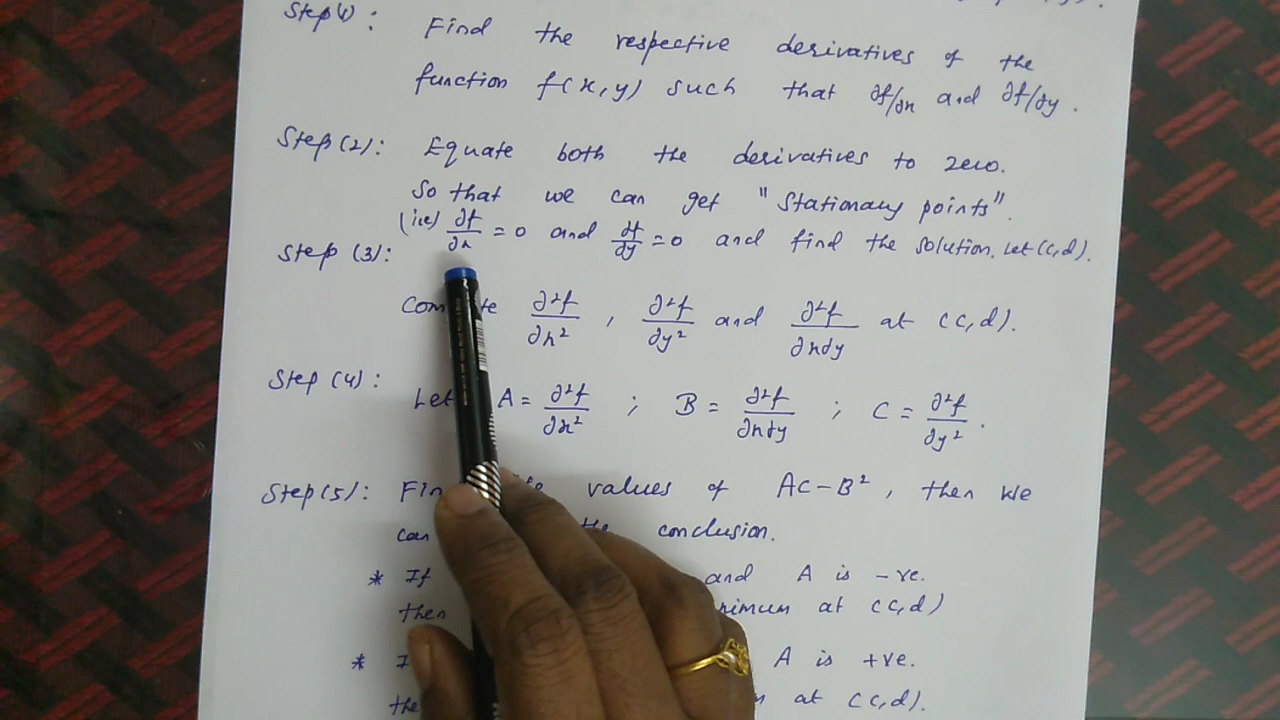 Step(1): Find the respective derivatives of the
function f(x,y) such that ∂f/∂x and ∂f/∂y.
Step(2): Equate both the derivatives to zero.
So that we can get "Stationary points".
(ie) ∂f/∂x = 0 and ∂f/∂y = 0 and find the solution. Let (c,d).
Step (3):
∂²f/∂x² , ∂²f/∂y² and ∂²f/∂x∂y at (c,d).
Step (4):
Let A = ∂²f/∂x² ; B = ∂²f/∂x∂y ; C = ∂²f/∂y².
Step(5): values of AC-B², then we
can the conclusion.
* If and A is -ve.
then at (c,d)
* A is +ve.
at (c,d).